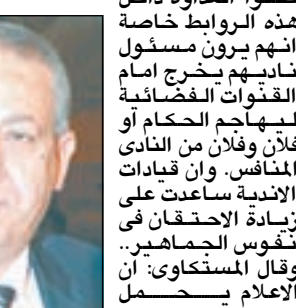 هذه الروابط خاصة
انهم يرون مسئول
ناديهم يخرج امام
القنوات الفضائية
ليهاجم الحكام أو
فلان وفلان من النادى
المنافس. وان قيادات
الاندية ساعدت على
زيادة الاحتقان فى
نفوس الجماهير..
وقال المستكاوى: ان
الاعلام يـــحـــمـــل